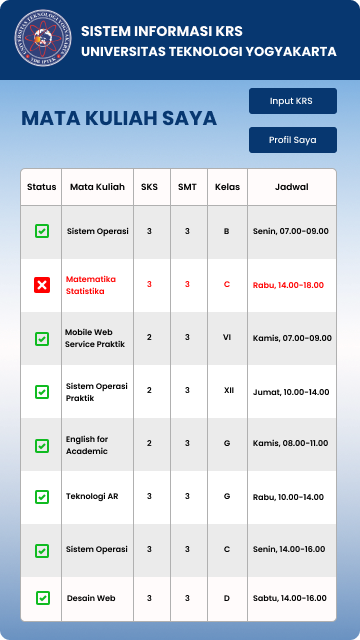 SISTEM INFORMASI KRS
UNIVERSITAS TEKNOLOGI YOGYAKARTA
Input KRS
MATA KULIAH SAYA
Profil Saya
Status Mata Kuliah SKS SMT Kelas Jadwal
Sistem Operasi 3 3 B Senin, 07.00-09.00
Matematika
Statistika 3 3 C Rabu, 14.00-18.00
Mobile Web
Service Praktik 2 3 VI Kamis, 07.00-09.00
Sistem Operasi
Praktik 2 3 XII Jumat, 10.00-14.00
English for
Academic 2 3 G Kamis, 08.00-11.00
Teknologi AR 3 3 G Rabu, 10.00-14.00
Sistem Operasi 3 3 C Senin, 14.00-16.00
Desain Web 3 3 D Sabtu, 14.00-16.00